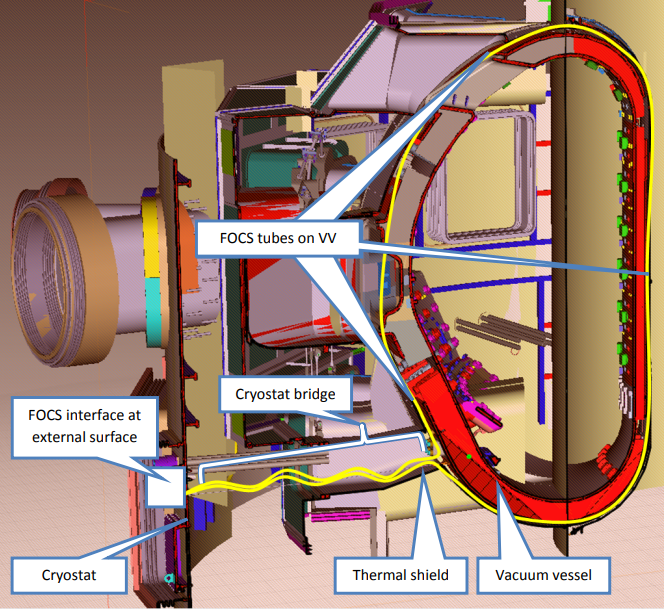 FOCS tubes on VV
Cryostat bridge
FOCS interface at
external surface
Cryostat
Thermal shield
Vacuum vessel